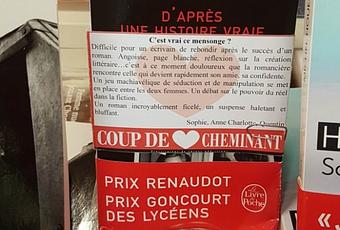 D'APRÈS
UNE HISTOIRE VRAIE
C'est vrai ce mensonge ?
Difficile pour un écrivain de rebondir après le succès d'un
roman. Angoisse, page blanche, réflexion sur la création
littéraire...c'est à ce moment douloureux que la romancière
rencontre celle qui devient rapidement son amie, sa confidente.
Un jeu machiavélique de séduction et de manipulation se met
en place entre les deux femmes. Un débat sur le pouvoir du réel
dans la fiction.
Un roman incroyablement ficelé, un suspense haletant et
bluffant.
Sophie, Anne Charlotte, Quentin
COUP DE CHEMINANT
PRIX RENAUDOT
PRIX GONCOURT
DES LYCÉENS
Le Livre
de Poche
H
So